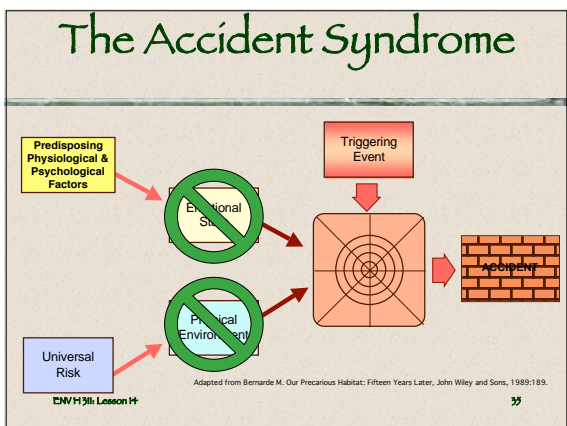 The Accident Syndrome
Predisposing
Physiological &
Psychological
Factors
Triggering
Event
ACCIDENT
Universal
Risk
Adapted from Bernarde M. Our Precarious Habitat: Fifteen Years Later, John Wiley and Sons, 1989:189.
ENV H 311: Lesson 14
35